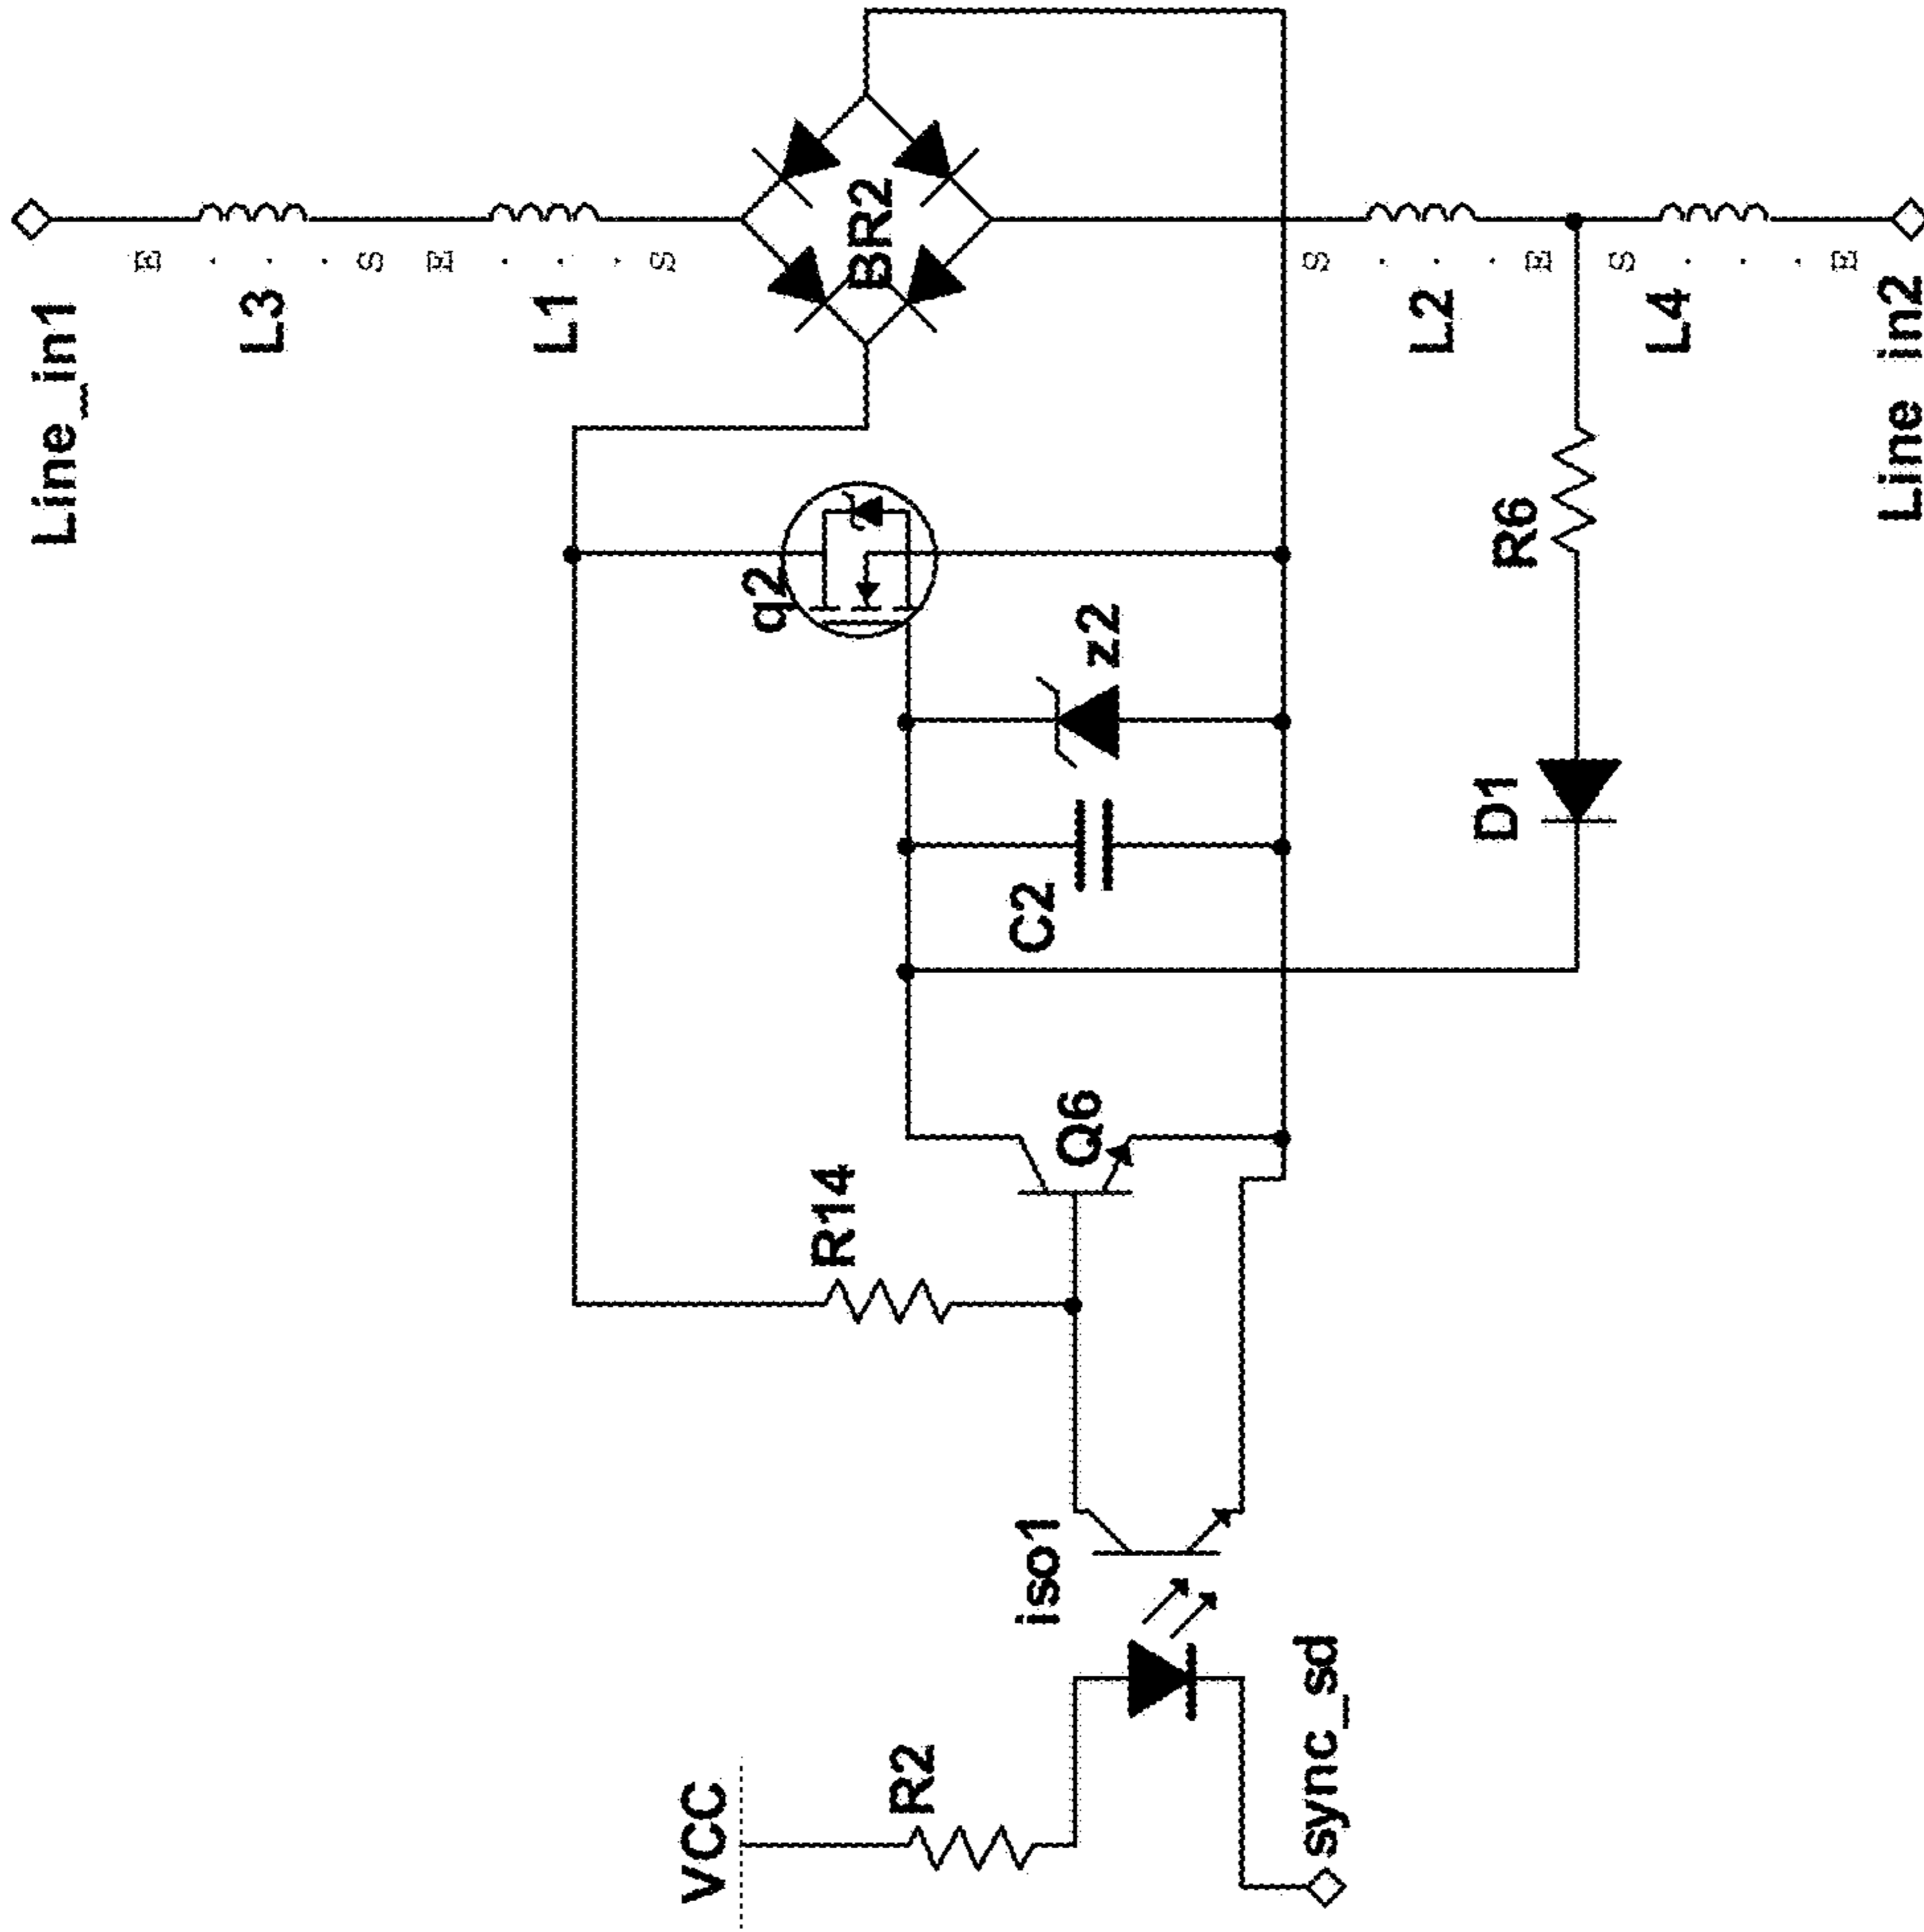 Line_in1
E . . . S
L3
E . . . S
L1
BR2
S . . . E
L2
S . . . E
L4
Line_in2
q2
z2
C2
R6
D1
Q6
R14
iso1
VCC
R2
sync_sd